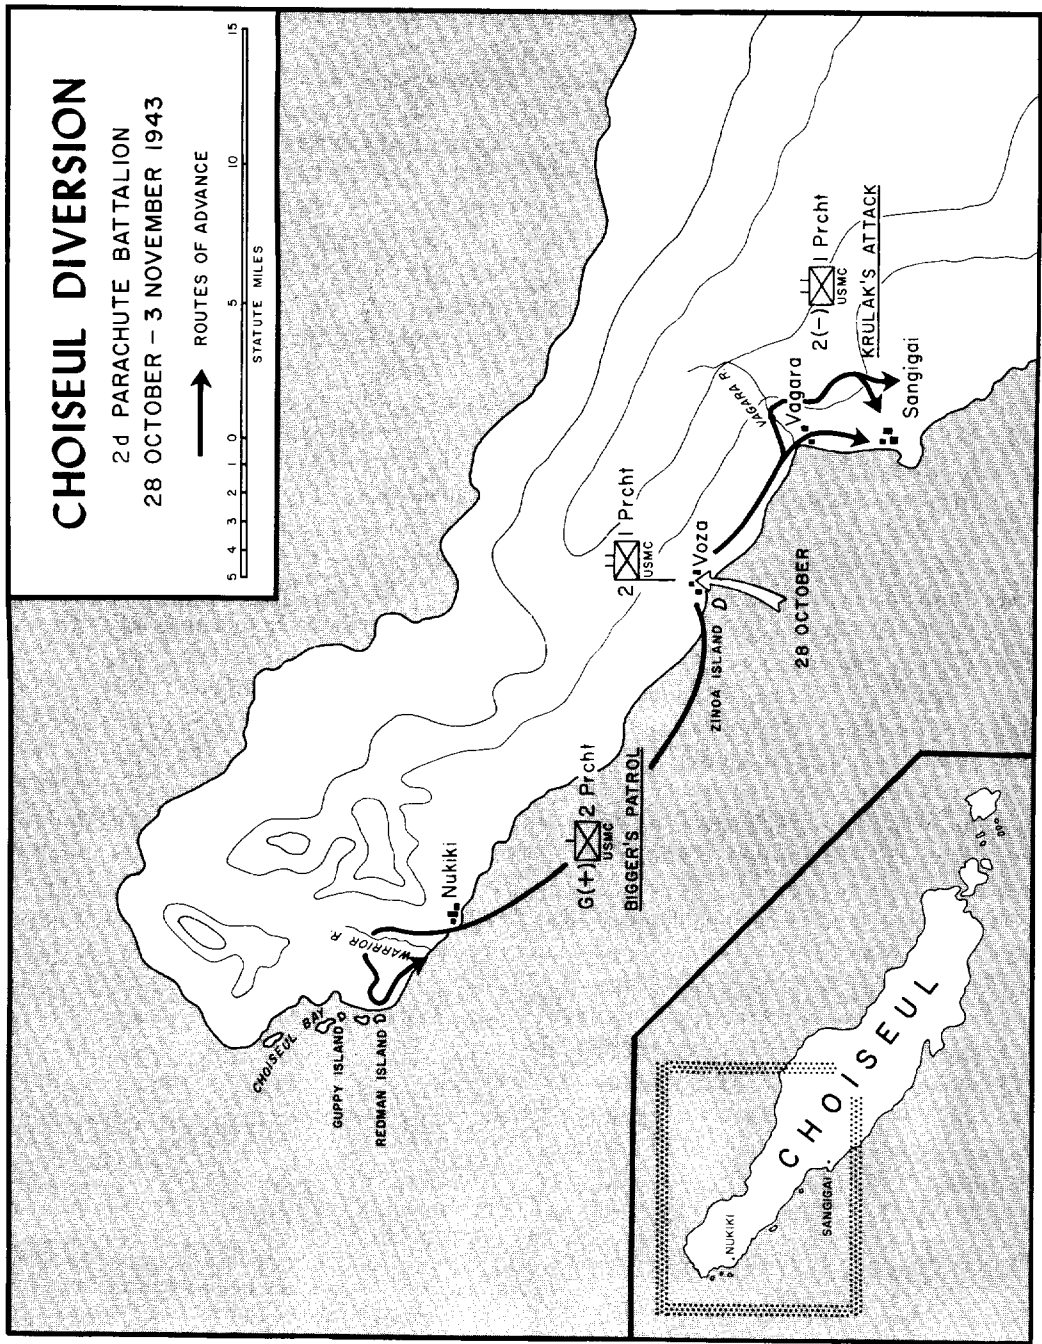 CHOISEUL DIVERSION
2d PARACHUTE BATTALION
28 OCTOBER – 3 NOVEMBER 1943
ROUTES OF ADVANCE
5 4 3 2 1 0 5 10 15
STATUTE MILES
CHOISEUL BAY
GUPPY ISLAND
REDMAN ISLAND
WARRIOR R.
Nukiki
G(+) 2 Prcht
USMC
BIGGER'S PATROL
2 1 Prcht
USMC
Voza
ZINOA ISLAND
28 OCTOBER
VAGARA R.
Vagara
2(-) 1 Prcht
USMC
KRULAK'S ATTACK
Sangigai
NUKIKI
SANGIGAI
CHOISEUL